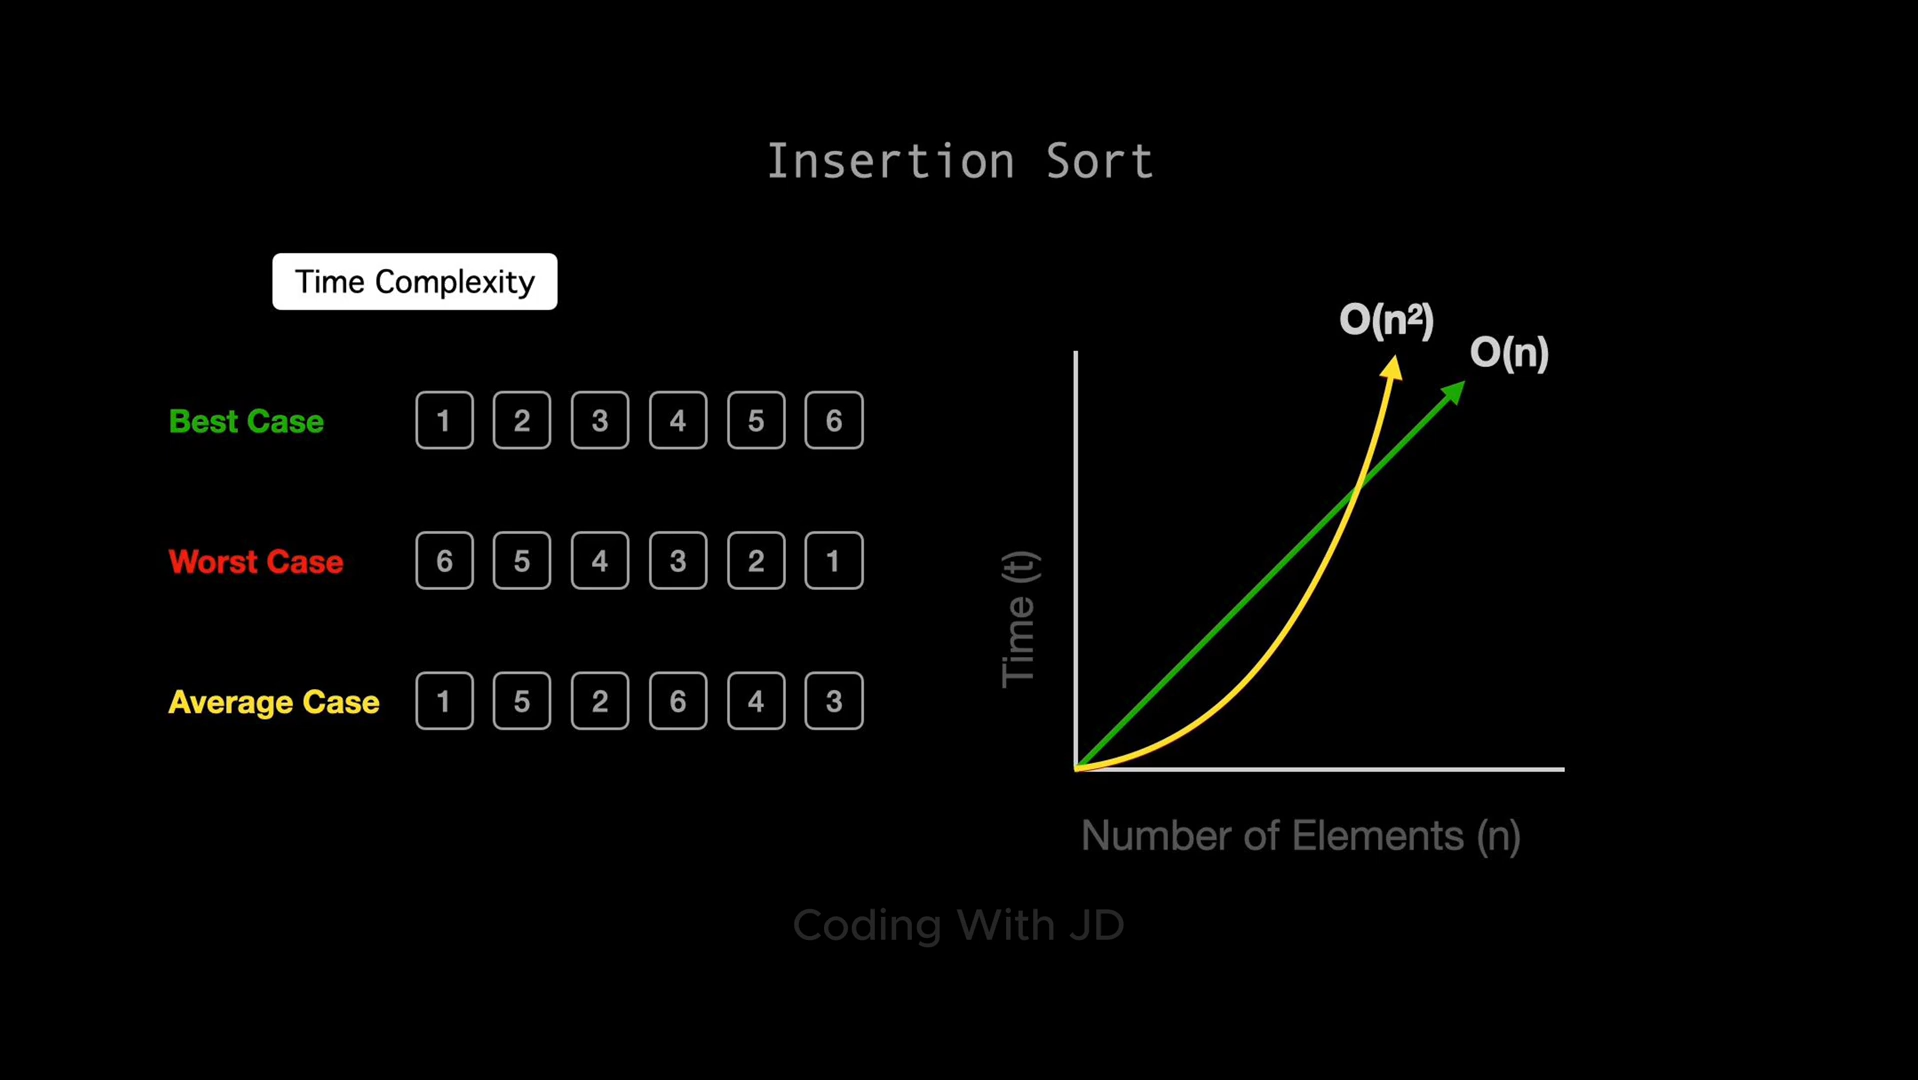 Insertion Sort
Time Complexity
Best Case 1 2 3 4 5 6
Worst Case 6 5 4 3 2 1
Average Case 1 5 2 6 4 3
O(n²)
O(n)
Time (t)
Number of Elements (n)
Coding With JD